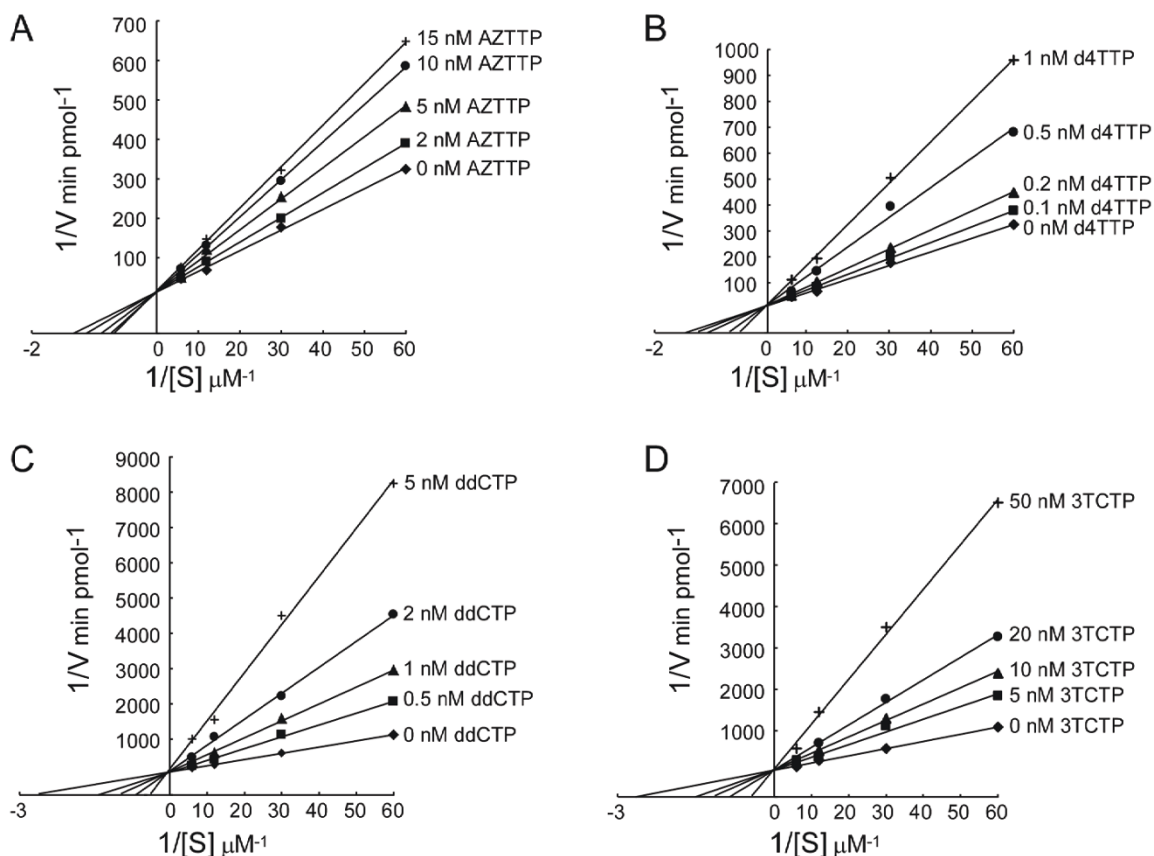 A
700
600
500
400
300
200
100
1/V min pmol-1
15 nM AZTTP
10 nM AZTTP
5 nM AZTTP
2 nM AZTTP
0 nM AZTTP
-2 0 10 20 30 40 50 60
1/[S] μM-1
B
1000
900
800
700
600
500
400
300
200
100
1/V min pmol-1
1 nM d4TTP
0.5 nM d4TTP
0.2 nM d4TTP
0.1 nM d4TTP
0 nM d4TTP
-2 0 10 20 30 40 50 60
1/[S] μM-1
C
9000
8000
7000
6000
5000
4000
3000
2000
1000
1/V min pmol-1
5 nM ddCTP
2 nM ddCTP
1 nM ddCTP
0.5 nM ddCTP
0 nM ddCTP
-3 0 10 20 30 40 50 60
1/[S] μM-1
D
7000
6000
5000
4000
3000
2000
1000
1/V min pmol-1
50 nM 3TCTP
20 nM 3TCTP
10 nM 3TCTP
5 nM 3TCTP
0 nM 3TCTP
-3 0 10 20 30 40 50 60
1/[S] μM-1